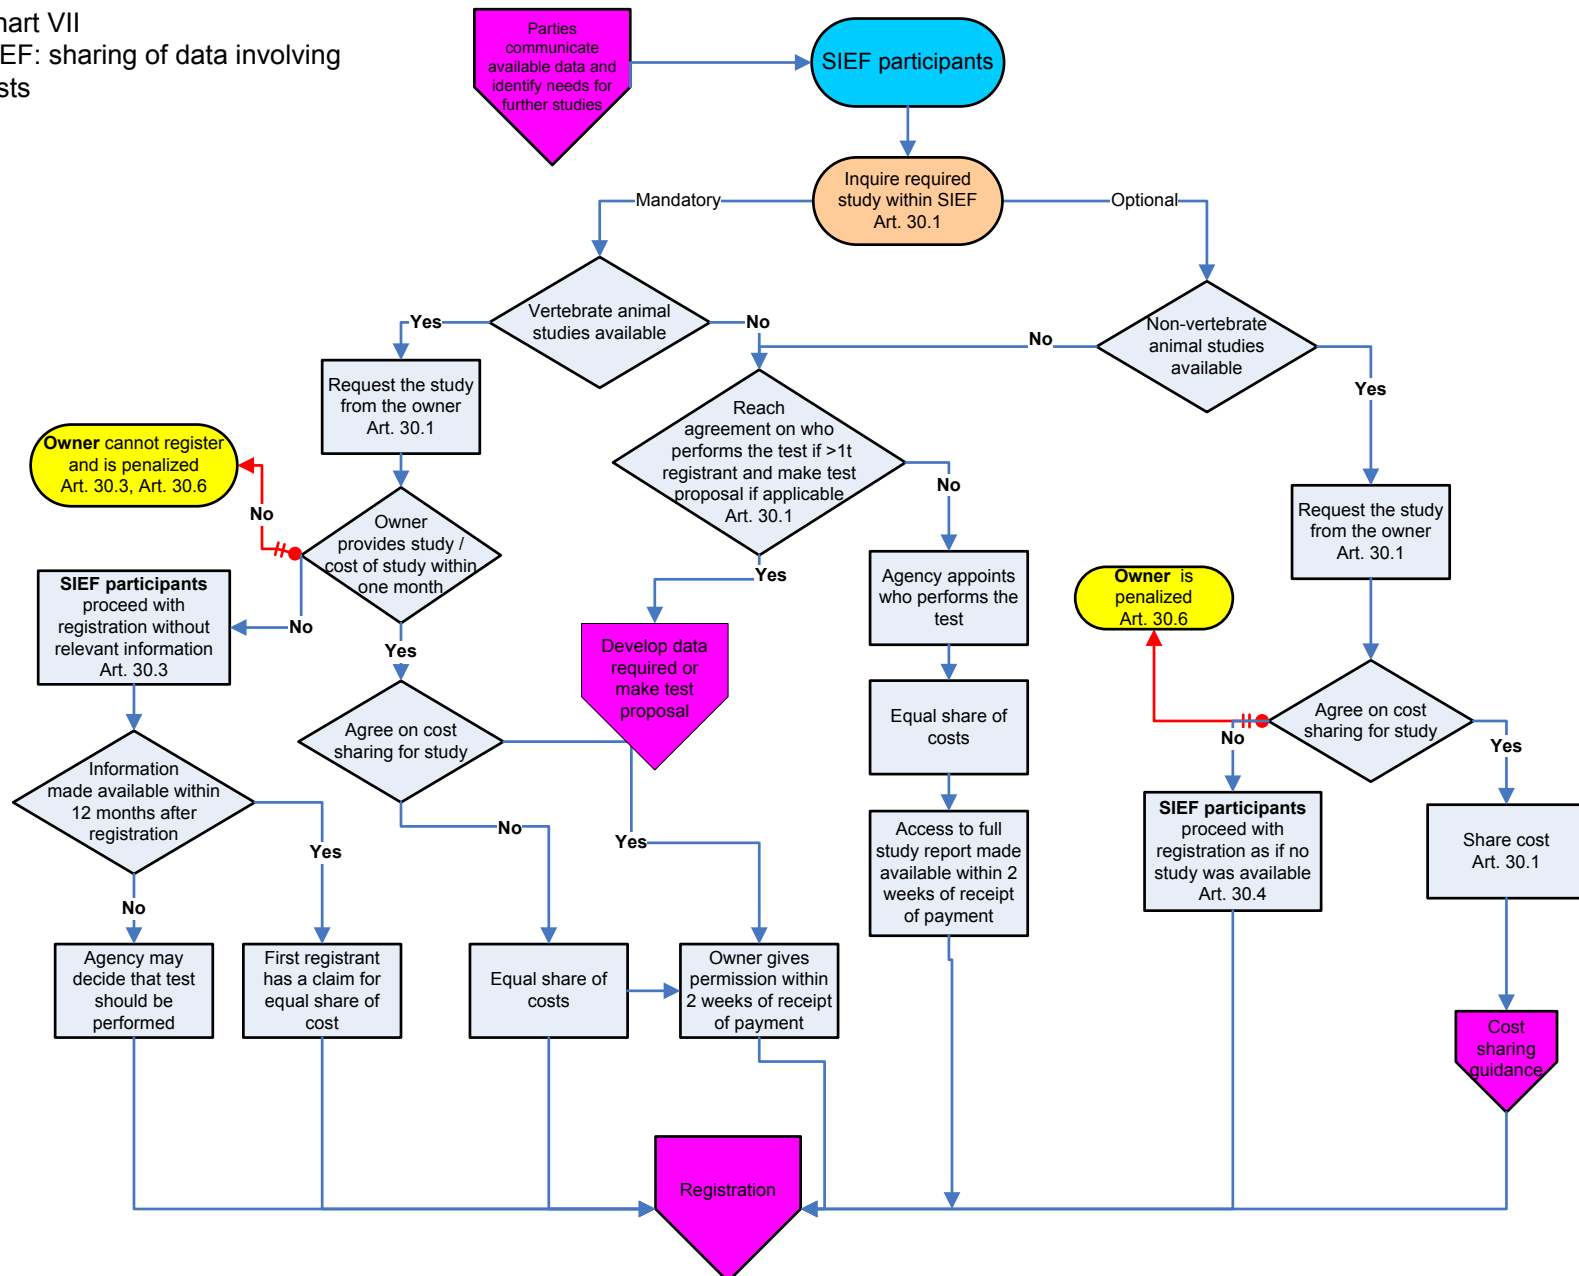 hart VII
EF: sharing of data involving
sts
Parties
communicate
available data and
identify needs for
further studies
SIEF participants
Inquire required
study within SIEF
Art. 30.1
Mandatory
Optional
Vertebrate animal
studies available
Yes
No
Non-vertebrate
animal studies
available
No
Yes
Request the study
from the owner
Art. 30.1
Reach
agreement on who
performs the test if >1t
registrant and make test
proposal if applicable
Art. 30.1
Owner cannot register
and is penalized
Art. 30.3, Art. 30.6
No
No
Request the study
from the owner
Art. 30.1
Owner
provides study /
cost of study within
one month
SIEF participants
proceed with
registration without
relevant information
Art. 30.3
No
Yes
Yes
Agency appoints
who performs the
test
Owner is
penalized
Art. 30.6
Develop data
required or
make test
proposal
Agree on cost
sharing for study
Equal share of
costs
Agree on cost
sharing for study
No
Yes
Information
made available within
12 months after
registration
Yes
No
Yes
Access to full
study report made
available within 2
weeks of receipt
of payment
SIEF participants
proceed with
registration as if no
study was available
Art. 30.4
Share cost
Art. 30.1
No
Agency may
decide that test
should be
performed
First registrant
has a claim for
equal share of
cost
Equal share of
costs
Owner gives
permission within
2 weeks of receipt
of payment
Cost
sharing
guidance
Registration